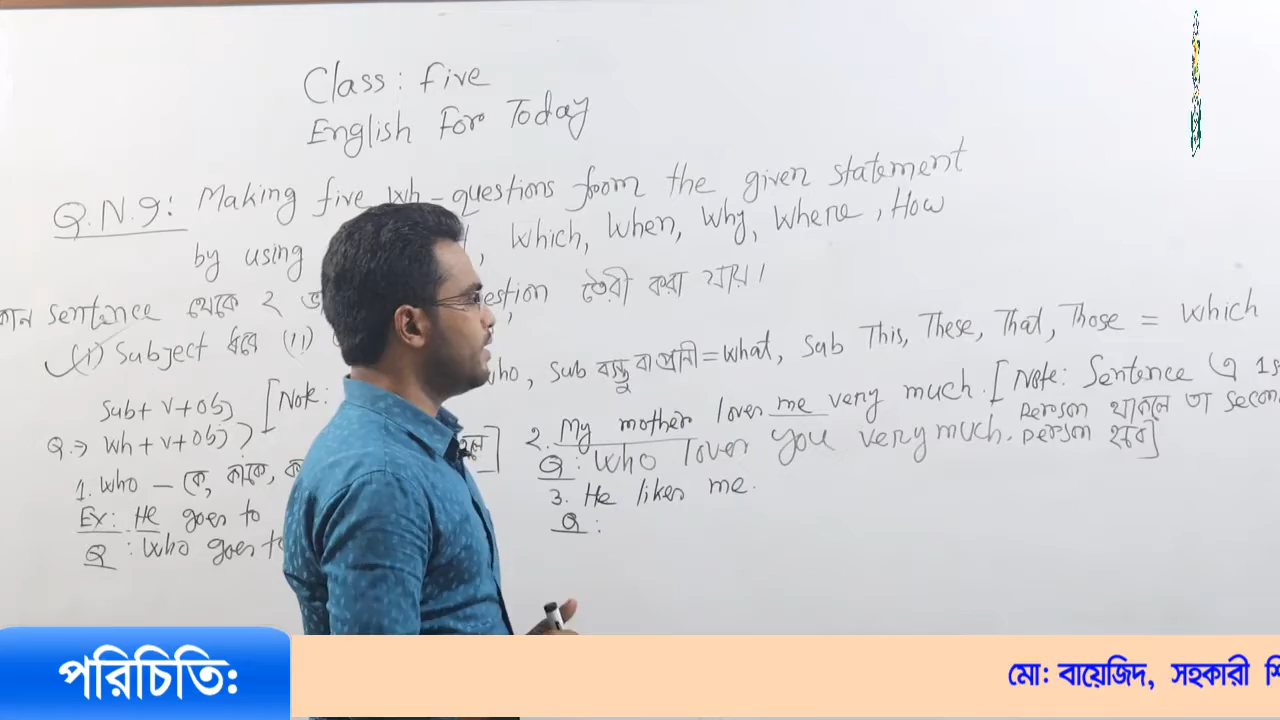 Class: five
English For Today
Q.N.9: Making five wh-questions from the given statement
by using , Which, When, Why, Where, How
কোন sentence থেকে ২ estion তৈরী করা যায়।
(i) Subject ধরে (ii) who, Sub বস্তু বা প্রাণী = What, Sub This, These, That, Those = Which
Sub + V + Obj [Note:
Q. → Wh + V + Obj ?
1. Who - কে, কাকে,
Ex: He goes to
Q : Who goes to
2. My mother loves me very much. [Note: Sentence এ 1s
person থাকলে তা secon
Q : Who loves you very much. person হবে]
3. He likes me.
Q :
পরিচিতি:
মো: বায়েজিদ, সহকারী শি